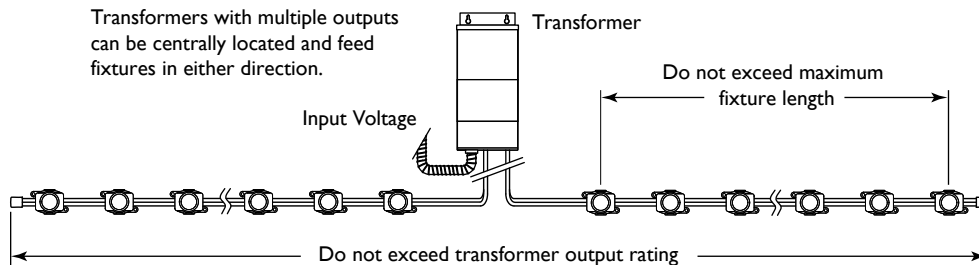 Transformers with multiple outputs
can be centrally located and feed
fixtures in either direction.
Transformer
Input Voltage
Do not exceed maximum
fixture length
Do not exceed transformer output rating